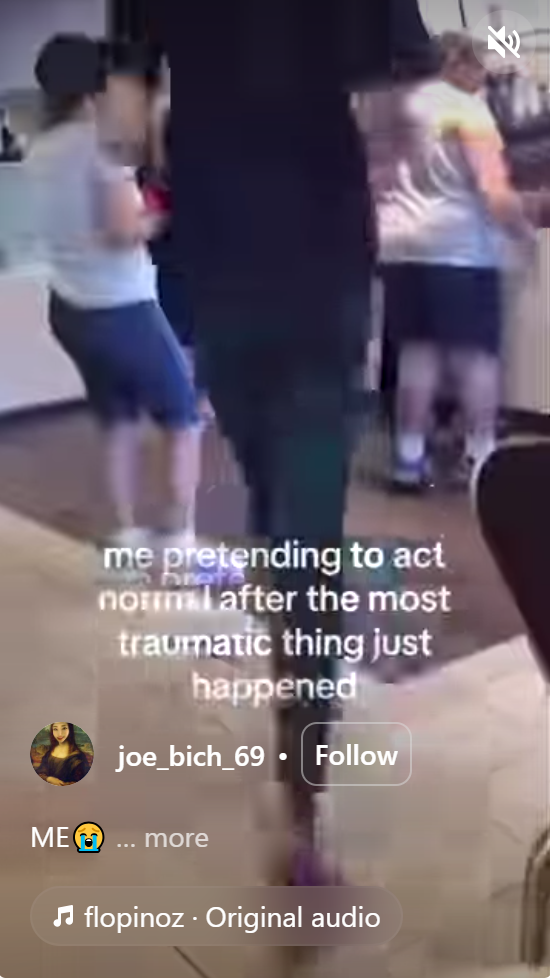 me pretending to act
normal after the most
traumatic thing just
happened
joe_bich_69 • Follow
ME😭 ... more
flopinoz · Original audio